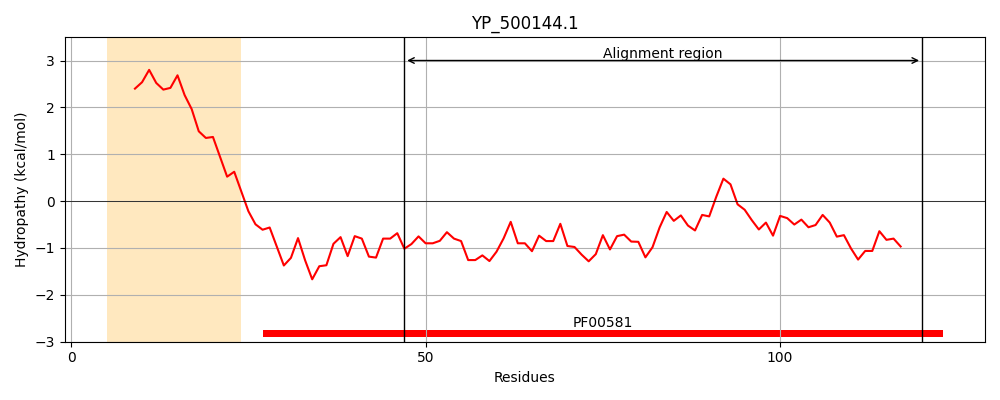 YP_500144.1
Alignment region
Hydropathy (kcal/mol)
3
2
1
0
−1
−2
−3
PF00581
0
50
100
Residues